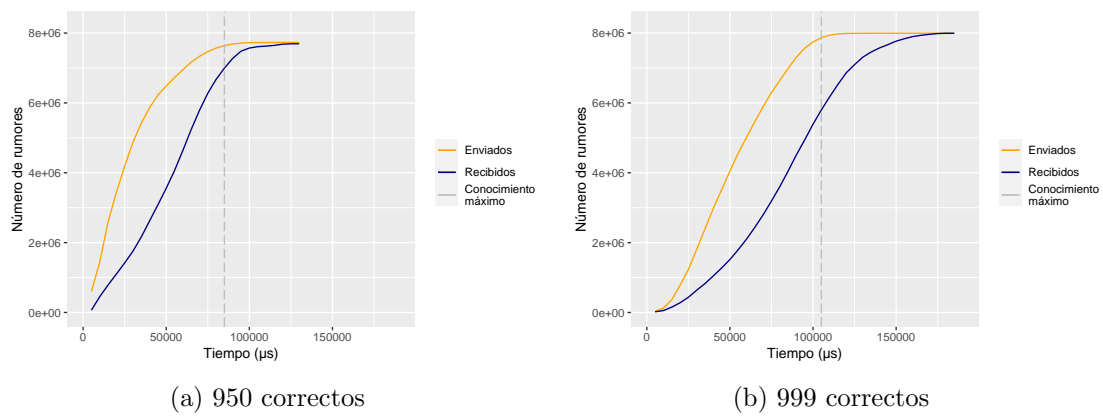 8e+06
6e+06
4e+06
2e+06
0e+00
Número de rumores
0
50000
100000
150000
Tiempo (µs)
Enviados
Recibidos
Conocimiento
máximo
(a) 950 correctos
8e+06
6e+06
4e+06
2e+06
0e+00
Número de rumores
0
50000
100000
150000
Tiempo (µs)
Enviados
Recibidos
Conocimiento
máximo
(b) 999 correctos